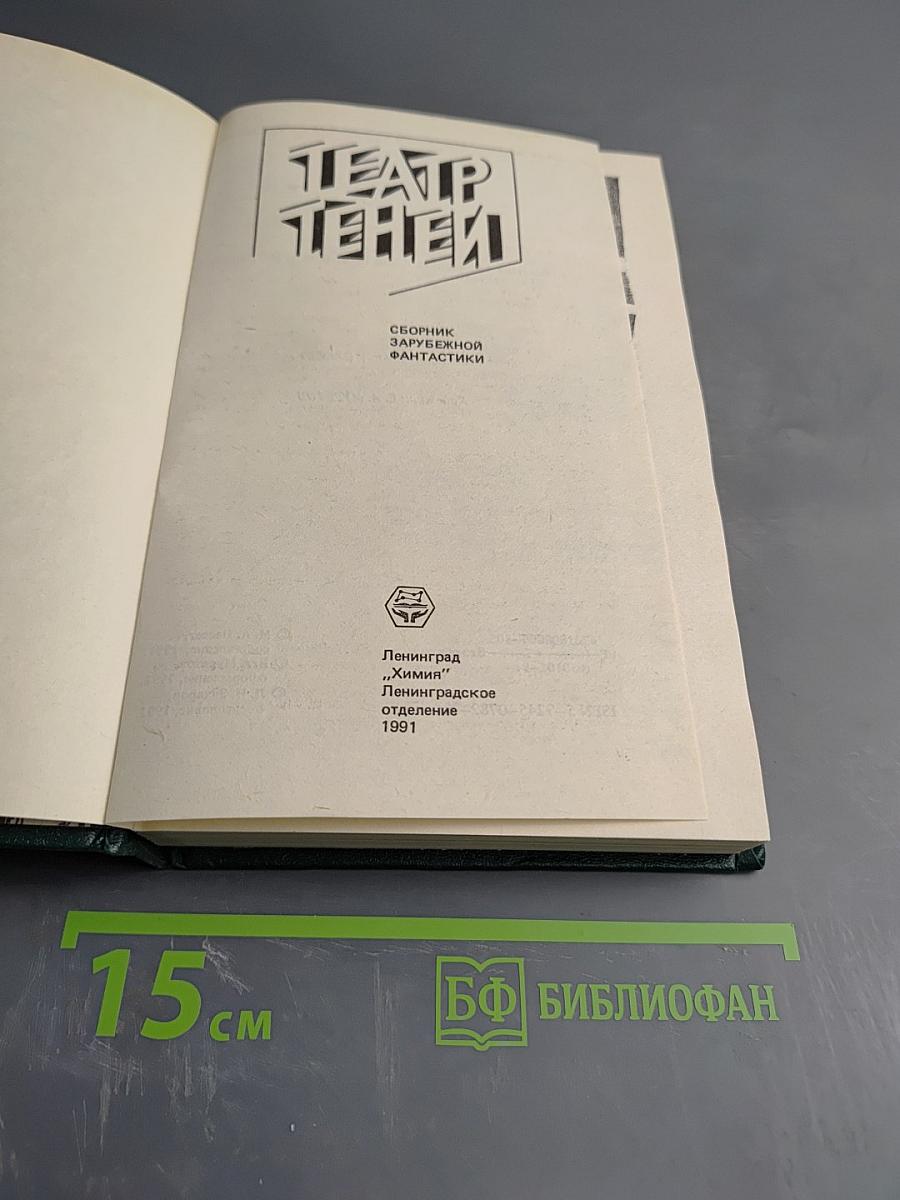 ТЕАТР
ТЕНЕЙ
СБОРНИК
ЗАРУБЕЖНОЙ
ФАНТАСТИКИ
Ленинград
„Химия"
Ленинградское
отделение
1991
15 см
БФ БИБЛИОФАН